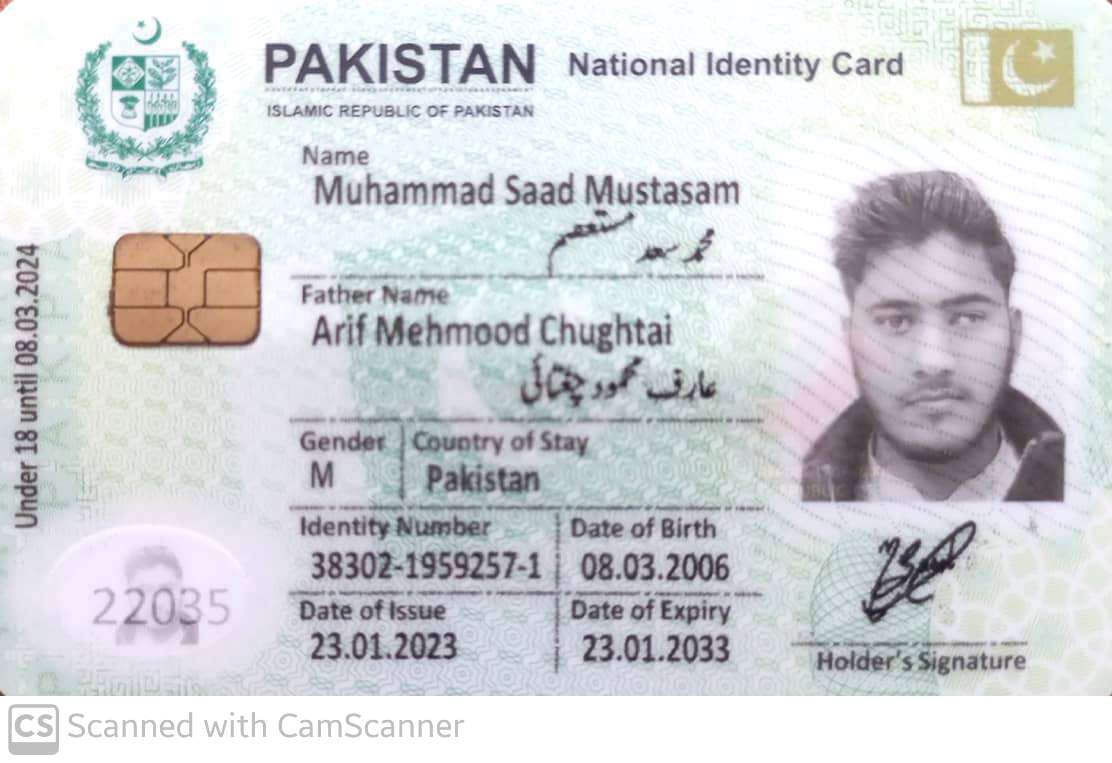 PAKISTAN National Identity Card
ISLAMIC REPUBLIC OF PAKISTAN
Name
Muhammad Saad Mustasam
محمد سعد مستعصم
Father Name
Arif Mehmood Chughtai
عارف محمود چغتائی
Gender Country of Stay
M Pakistan
Identity Number Date of Birth
38302-1959257-1 08.03.2006
Date of Issue Date of Expiry
23.01.2023 23.01.2033
Holder's Signature
Under 18 until 08.03.2024
22035
CS Scanned with CamScanner